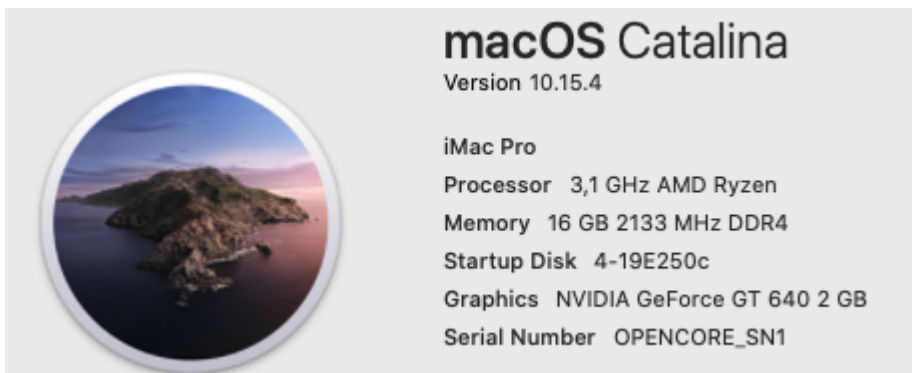 macOS Catalina
Version 10.15.4
iMac Pro
Processor 3,1 GHz AMD Ryzen
Memory 16 GB 2133 MHz DDR4
Startup Disk 4-19E250c
Graphics NVIDIA GeForce GT 640 2 GB
Serial Number OPENCORE_SN1